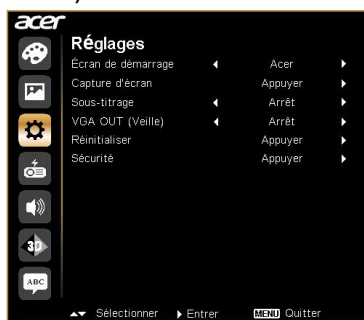 acer
Réglages
Écran de démarrage Acer
Capture d'écran Appuyer
Sous-titrage Arrêt
VGA OUT (Veille) Arrêt
Réinitialiser Appuyer
Sécurité Appuyer
3D
ABC
Sélectionner Entrer MENU Quitter